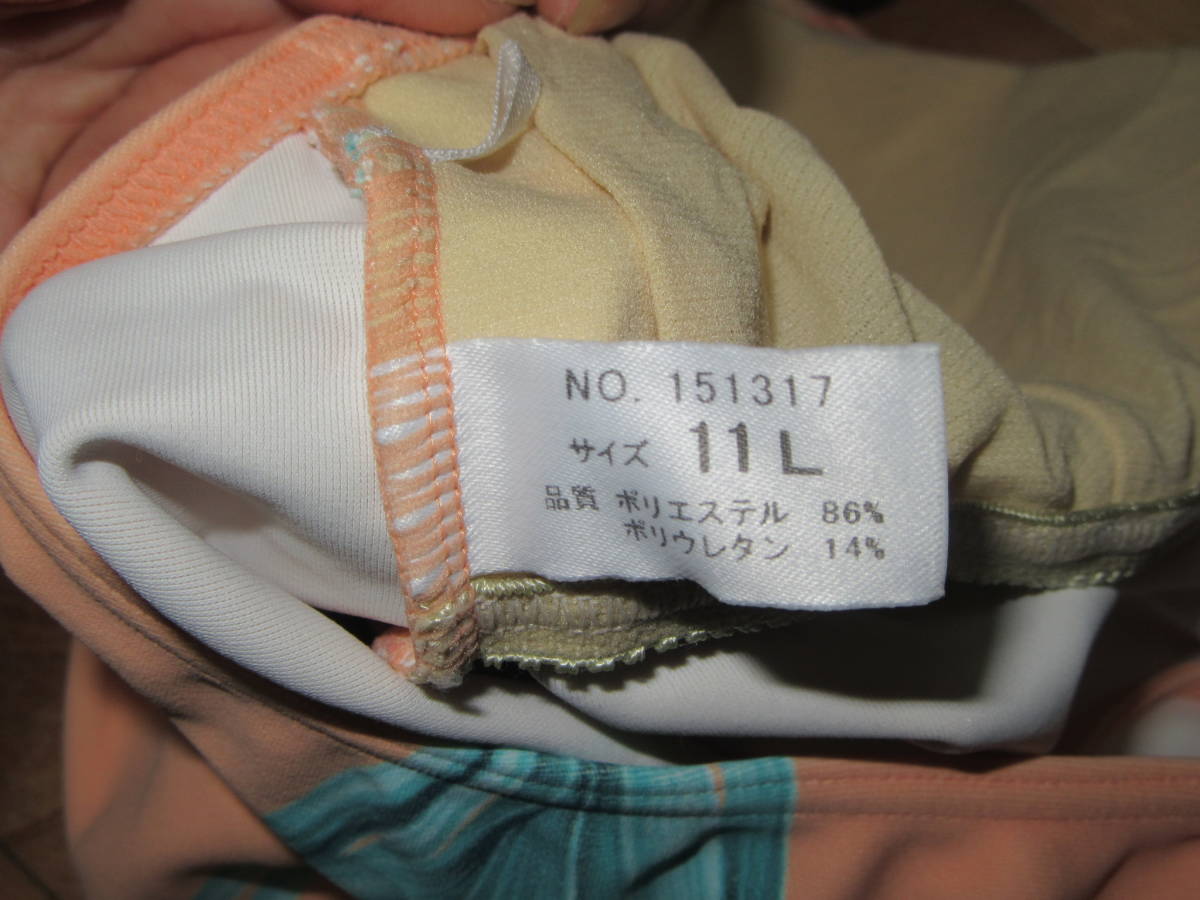 NO. 151317
サイズ 11 L
品質 ポリエステル 86%
ポリウレタン 14%